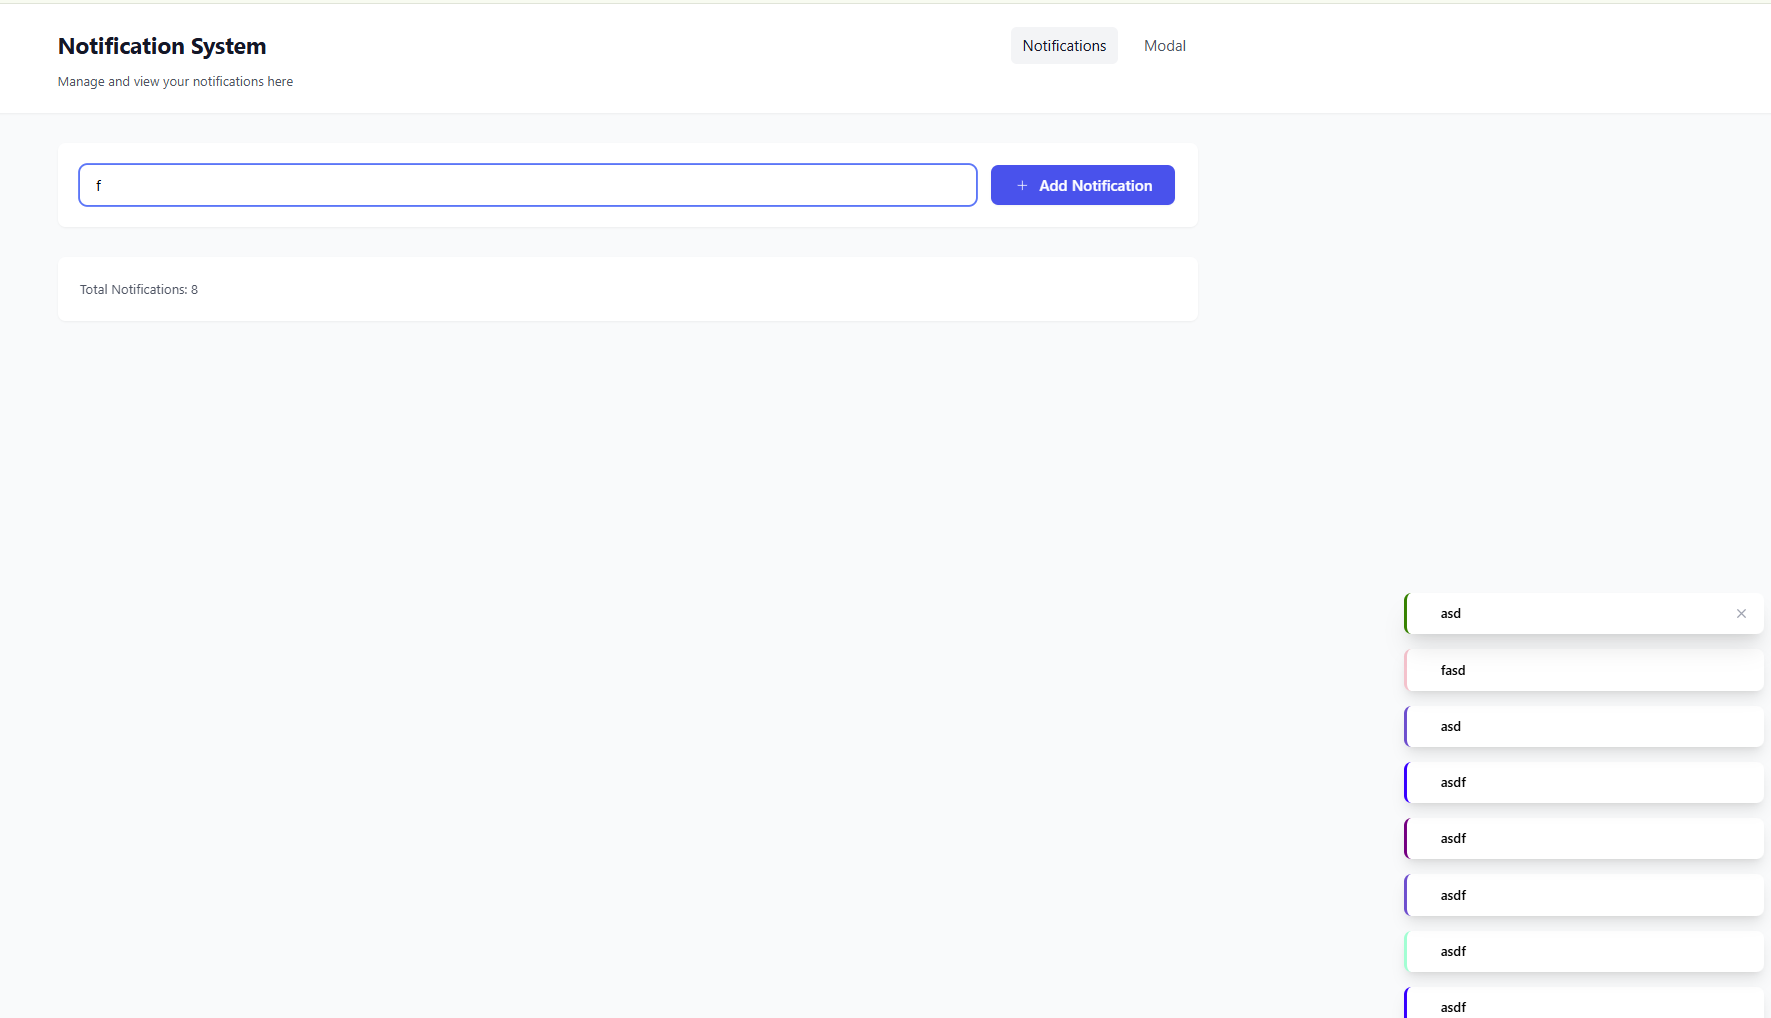 Notification System
Notifications
Modal
Manage and view your notifications here
f
+ Add Notification
Total Notifications: 8
asd
fasd
asd
asdf
asdf
asdf
asdf
asdf